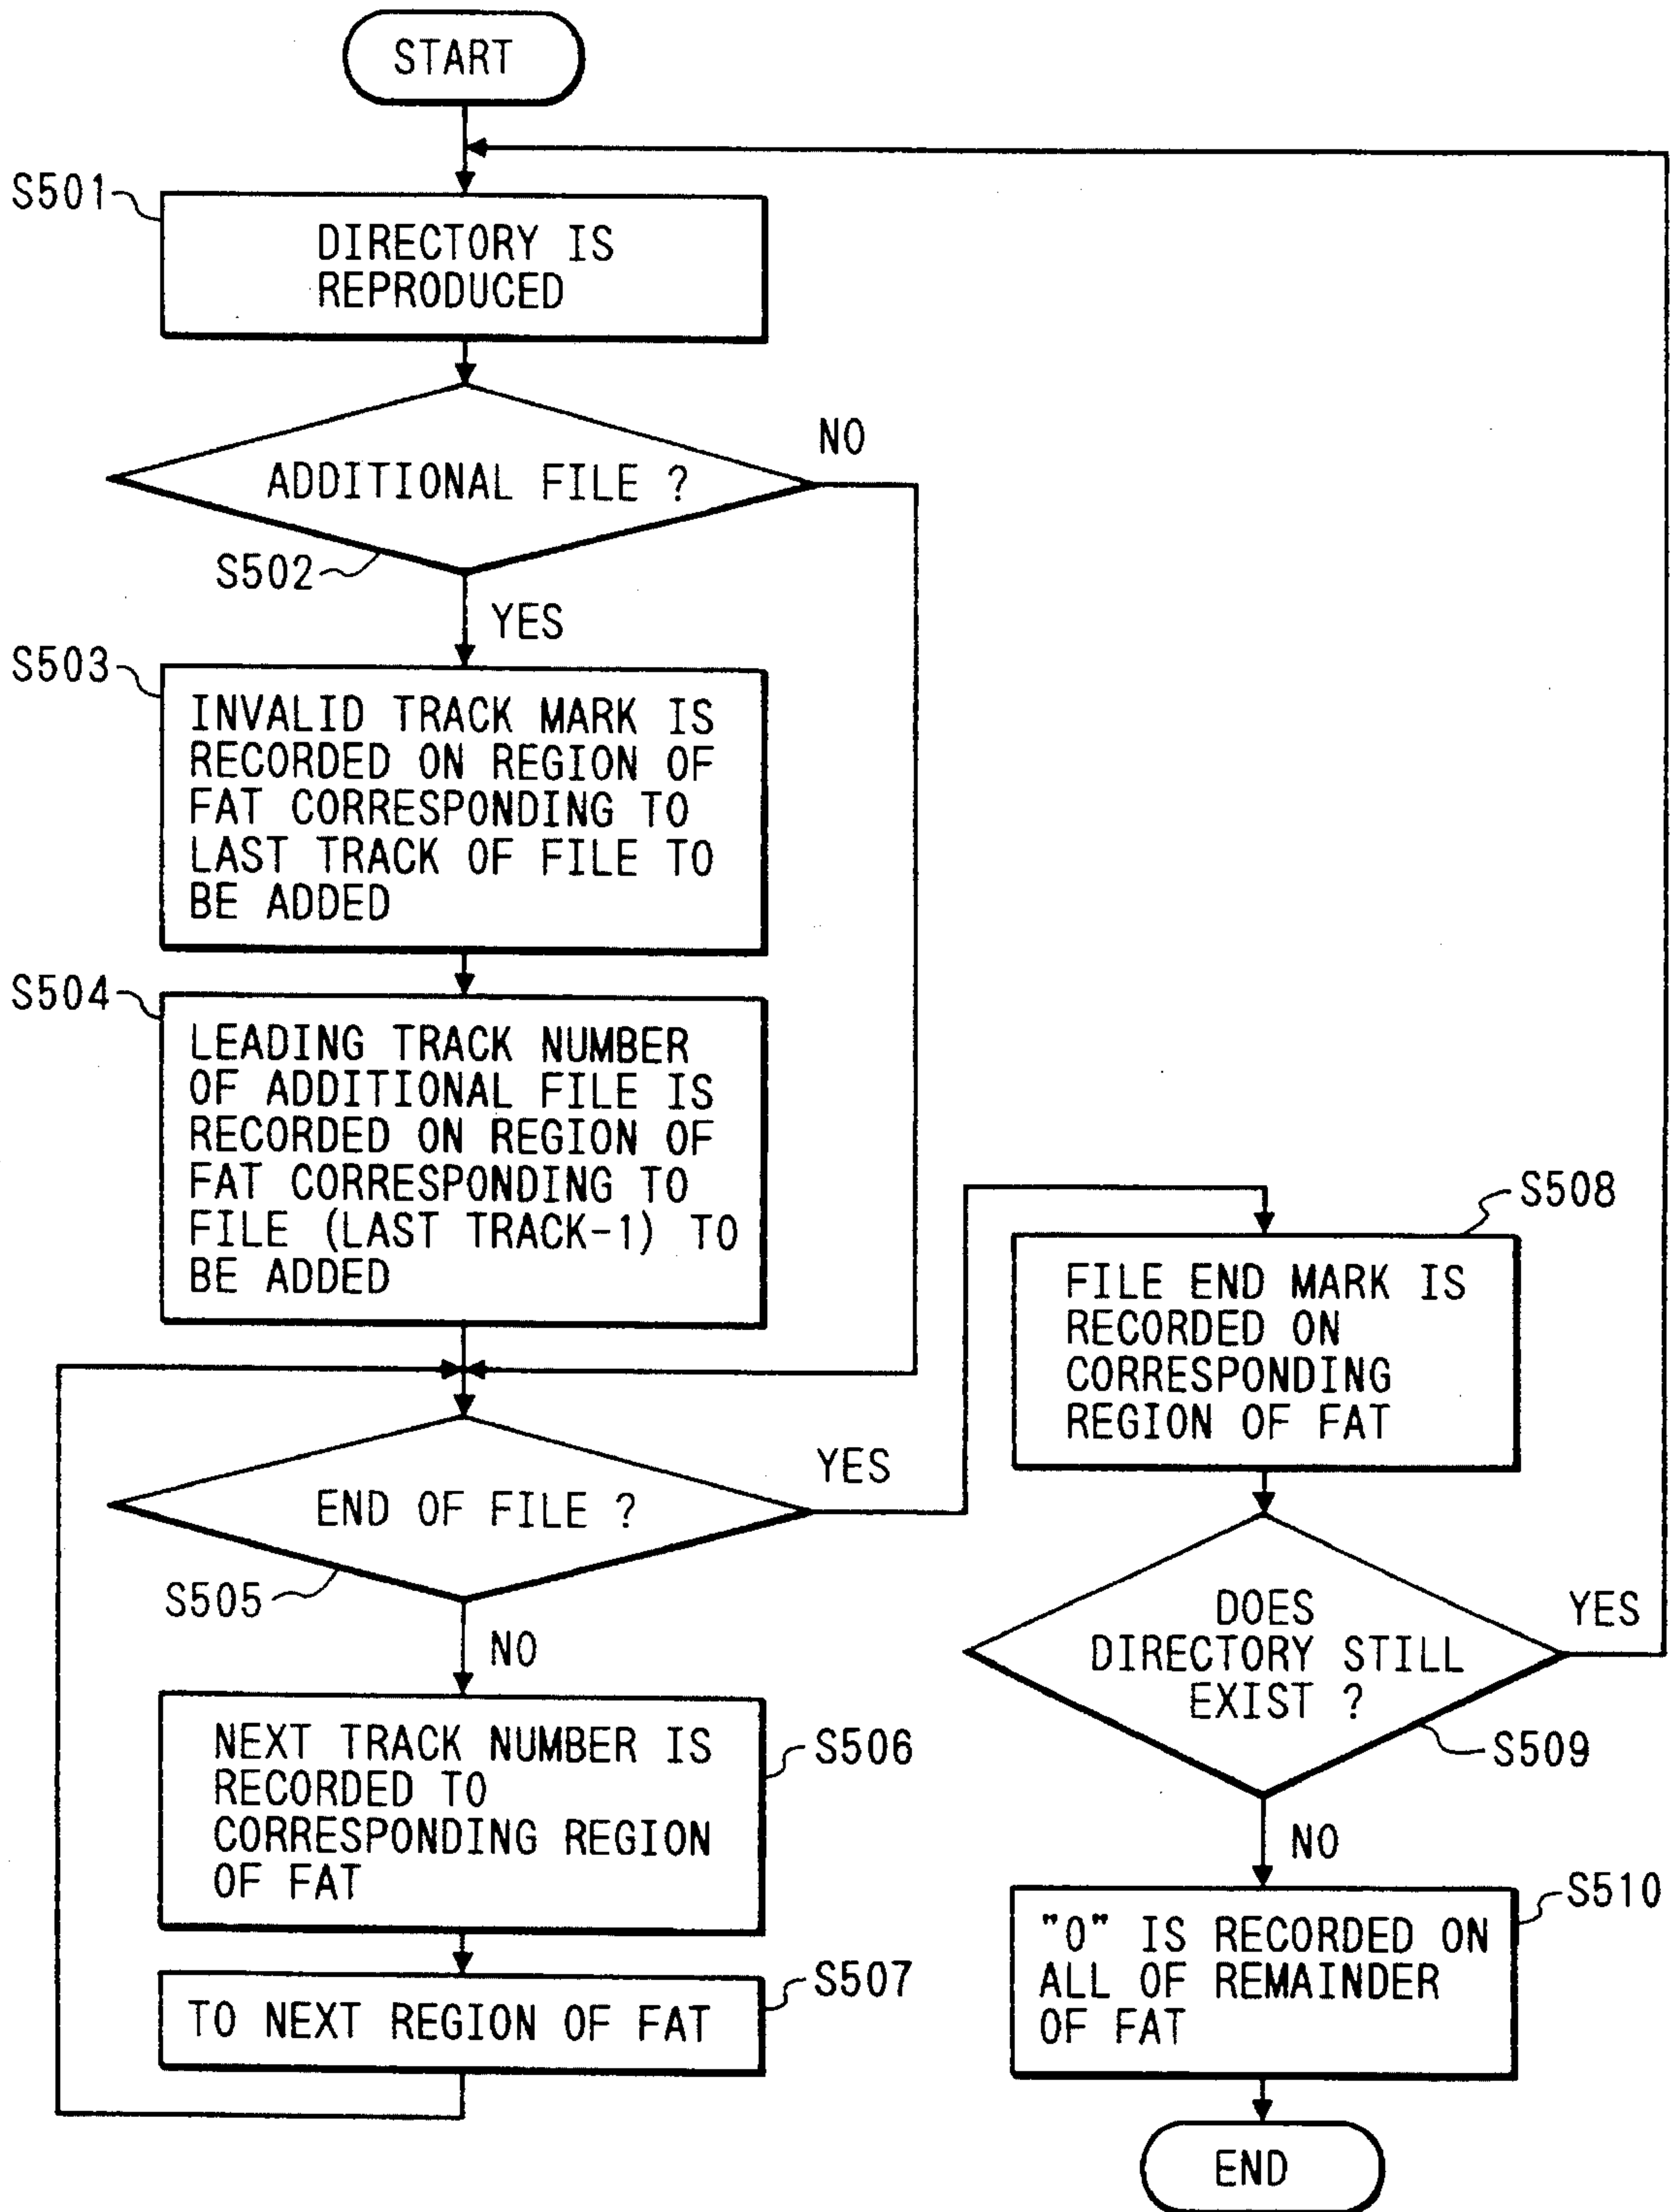 START
S501
DIRECTORY IS
REPRODUCED
NO
ADDITIONAL FILE ?
S502
YES
S503
INVALID TRACK MARK IS
RECORDED ON REGION OF
FAT CORRESPONDING TO
LAST TRACK OF FILE TO
BE ADDED
S504
LEADING TRACK NUMBER
OF ADDITIONAL FILE IS
RECORDED ON REGION OF
FAT CORRESPONDING TO
FILE (LAST TRACK-1) TO
BE ADDED
YES
END OF FILE ?
S505
NO
NEXT TRACK NUMBER IS
RECORDED TO
CORRESPONDING REGION
OF FAT
S506
TO NEXT REGION OF FAT
S507
S508
FILE END MARK IS
RECORDED ON
CORRESPONDING
REGION OF FAT
DOES
DIRECTORY STILL
EXIST ?
YES
S509
NO
S510
"0" IS RECORDED ON
ALL OF REMAINDER
OF FAT
END